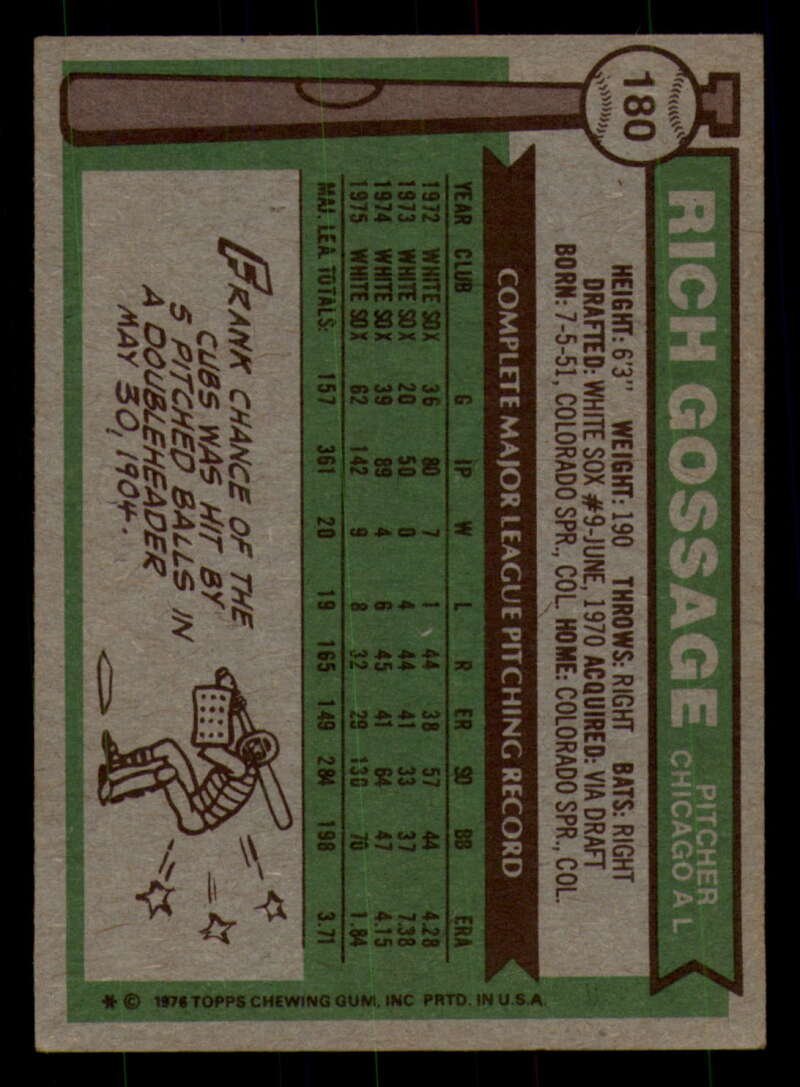 180
RICH GOSSAGE
PITCHER
CHICAGO A L
HEIGHT: 6'3" WEIGHT: 190 THROWS: RIGHT BATS: RIGHT
DRAFTED: WHITE SOX #9-JUNE, 1970 ACQUIRED: VIA DRAFT
BORN: 7-5-51, COLORADO SPR., COL. HOME: COLORADO SPR., COL.
COMPLETE MAJOR LEAGUE PITCHING RECORD
YEAR CLUB G IP W L R ER SO BB ERA
1972 WHITE SOX 36 80 7 1 44 38 57 44 4.28
1973 WHITE SOX 20 50 0 4 44 41 33 37 7.38
1974 WHITE SOX 39 89 4 6 45 41 64 47 4.15
1975 WHITE SOX 62 142 9 8 32 29 130 70 1.84
MAJ. LEA. TOTALS: 157 361 20 19 165 149 284 198 3.71
FRANK CHANCE OF THE
CUBS WAS HIT BY
5 PITCHED BALLS IN
A DOUBLEHEADER
MAY 30, 1904.
* © 1976 TOPPS CHEWING GUM, INC PRTD. IN U.S.A.